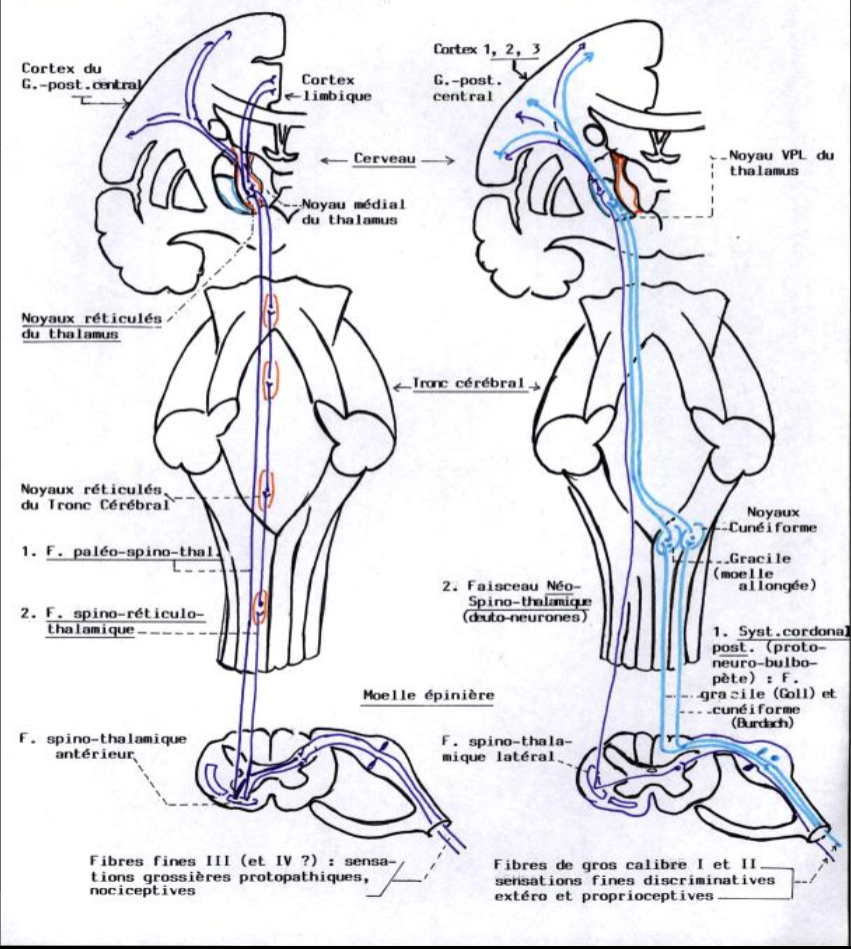 Cortex du
G.-post.central
Cortex
limbique
Noyau médial
du thalamus
Noyaux réticulés
du thalamus
Noyaux réticulés
du Tronc Cérébral
1. F. paléo-spino-thal.
2. F. spino-réticulo-
thalamique
F. spino-thalamique
antérieur
Fibres fines III (et IV ?) : sensa-
tions grossières protopathiques,
nociceptives
Cerveau
Tronc cérébral
Moelle épinière
Cortex 1, 2, 3
G.-post.
central
Noyau VPL du
thalamus
Noyaux
Cunéiforme
Gracile
(moelle
allongée)
2. Faisceau Néo-
Spino-thalamique
(deuto-neurones)
1. Syst.cordonal
post. (proto-
neuro-bulbo-
pète) : F.
gracile (Goll) et
cunéiforme
(Burdach)
F. spino-thala-
mique latéral
Fibres de gros calibre I et II
sensations fines discriminatives
extéro et proprioceptives